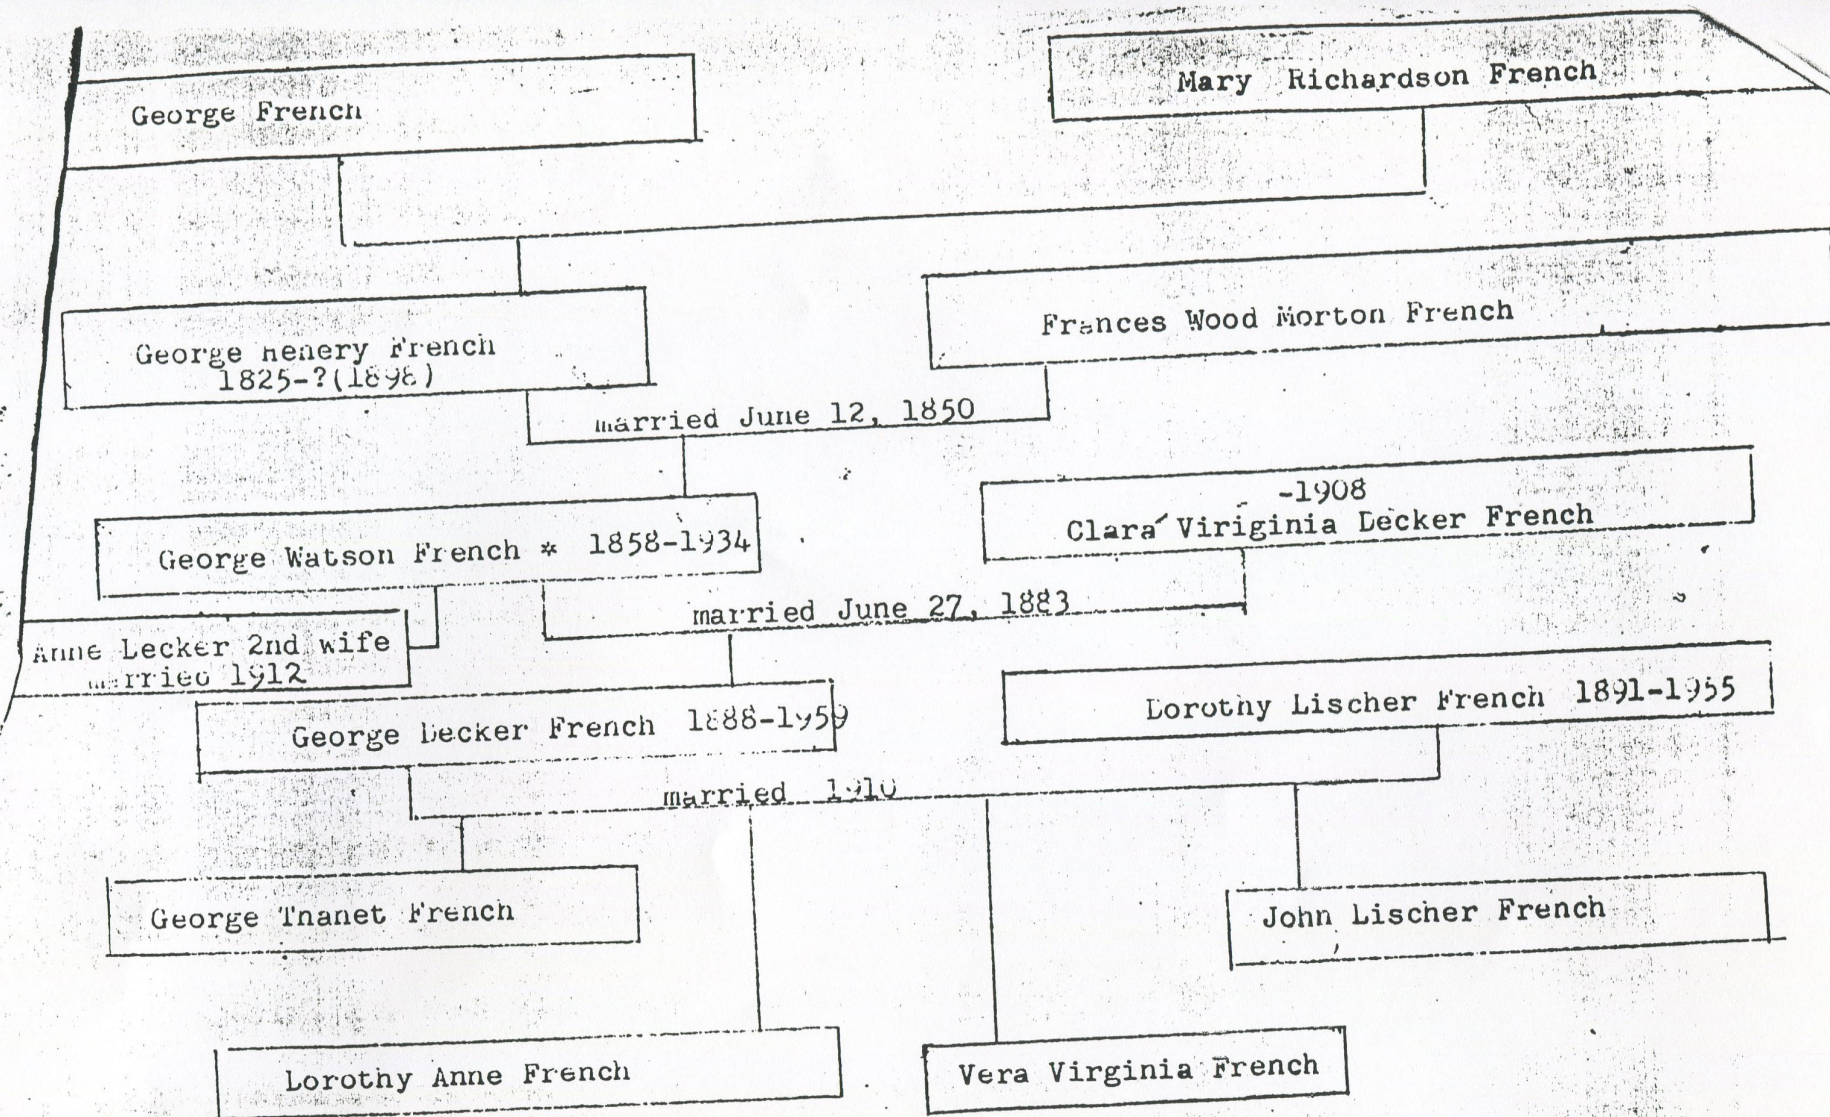 George French
Mary Richardson French
George Henery French
1825-?(1898)
Frances Wood Morton French
married June 12, 1850
George Watson French * 1858-1934
-1908
Clara Viriginia Decker French
married June 27, 1883
Anne Decker 2nd wife
married 1912
George Decker French 1888-1959
Dorothy Lischer French 1891-1955
married 1910
George Thanet French
John Lischer French
Dorothy Anne French
Vera Virginia French